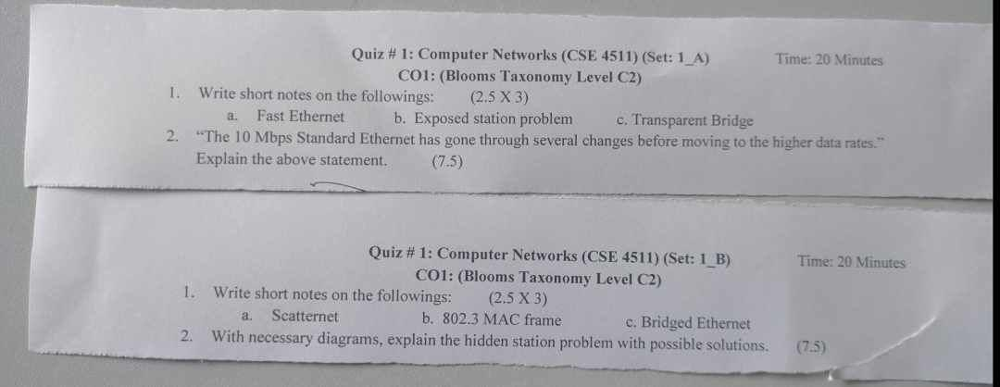 Quiz # 1: Computer Networks (CSE 4511) (Set: 1_A) Time: 20 Minutes
CO1: (Blooms Taxonomy Level C2)
1. Write short notes on the followings: (2.5 X 3)
a. Fast Ethernet b. Exposed station problem c. Transparent Bridge
2. “The 10 Mbps Standard Ethernet has gone through several changes before moving to the higher data rates.”
Explain the above statement. (7.5)
Quiz # 1: Computer Networks (CSE 4511) (Set: 1_B) Time: 20 Minutes
CO1: (Blooms Taxonomy Level C2)
1. Write short notes on the followings: (2.5 X 3)
a. Scatternet b. 802.3 MAC frame c. Bridged Ethernet
2. With necessary diagrams, explain the hidden station problem with possible solutions. (7.5)